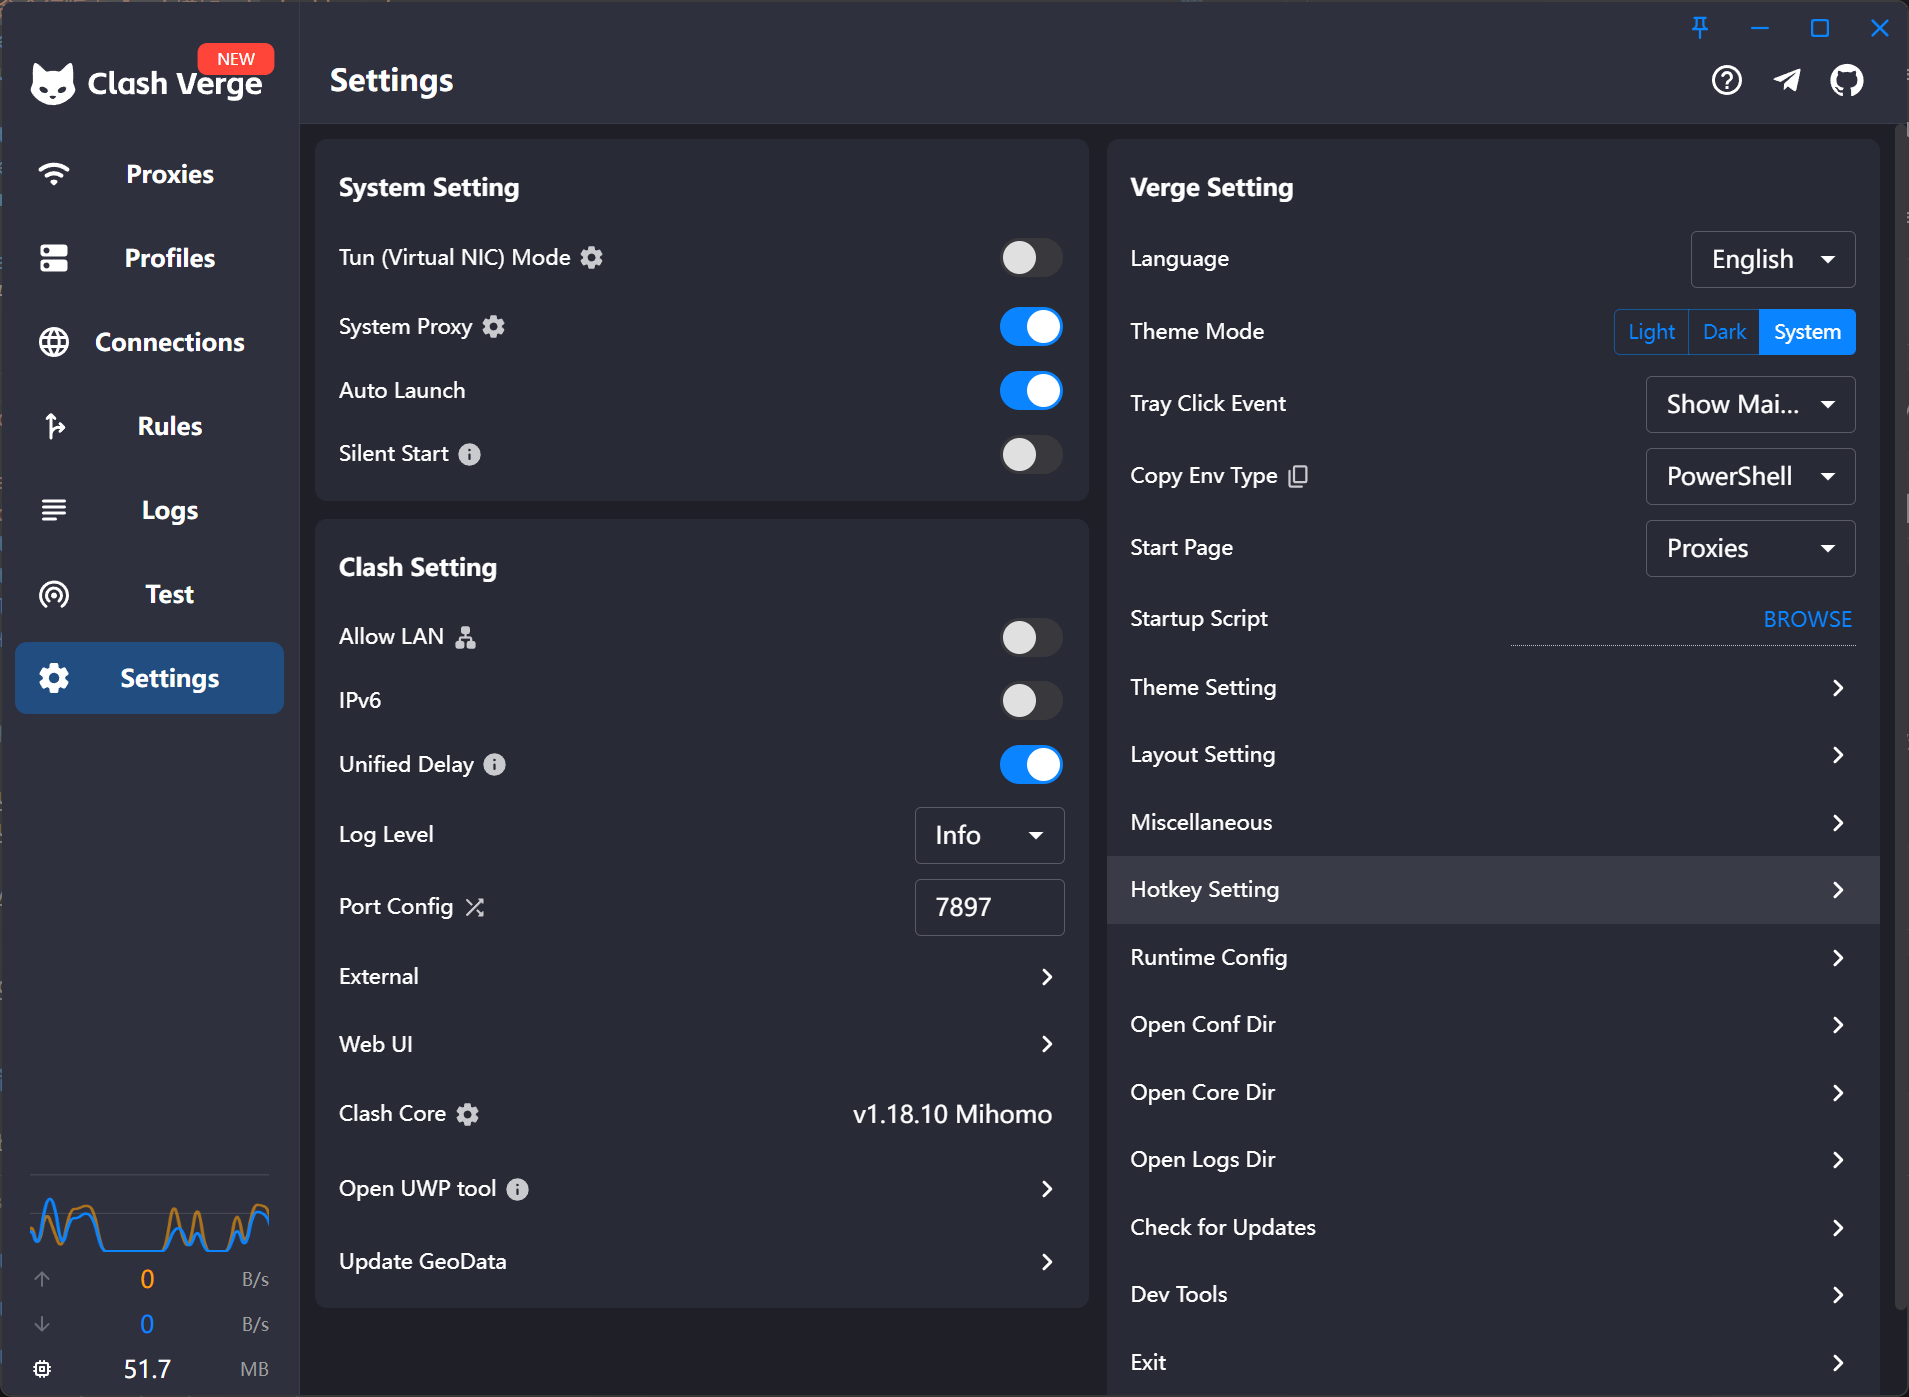 NEW
Clash Verge
Settings
Proxies
Profiles
Connections
Rules
Logs
Test
Settings
0 B/s
0 B/s
51.7 MB
System Setting
Tun (Virtual NIC) Mode
System Proxy
Auto Launch
Silent Start
Clash Setting
Allow LAN
IPv6
Unified Delay
Log Level Info
Port Config 7897
External
Web UI
Clash Core v1.18.10 Mihomo
Open UWP tool
Update GeoData
Verge Setting
Language English
Theme Mode Light Dark System
Tray Click Event Show Mai...
Copy Env Type PowerShell
Start Page Proxies
Startup Script BROWSE
Theme Setting
Layout Setting
Miscellaneous
Hotkey Setting
Runtime Config
Open Conf Dir
Open Core Dir
Open Logs Dir
Check for Updates
Dev Tools
Exit